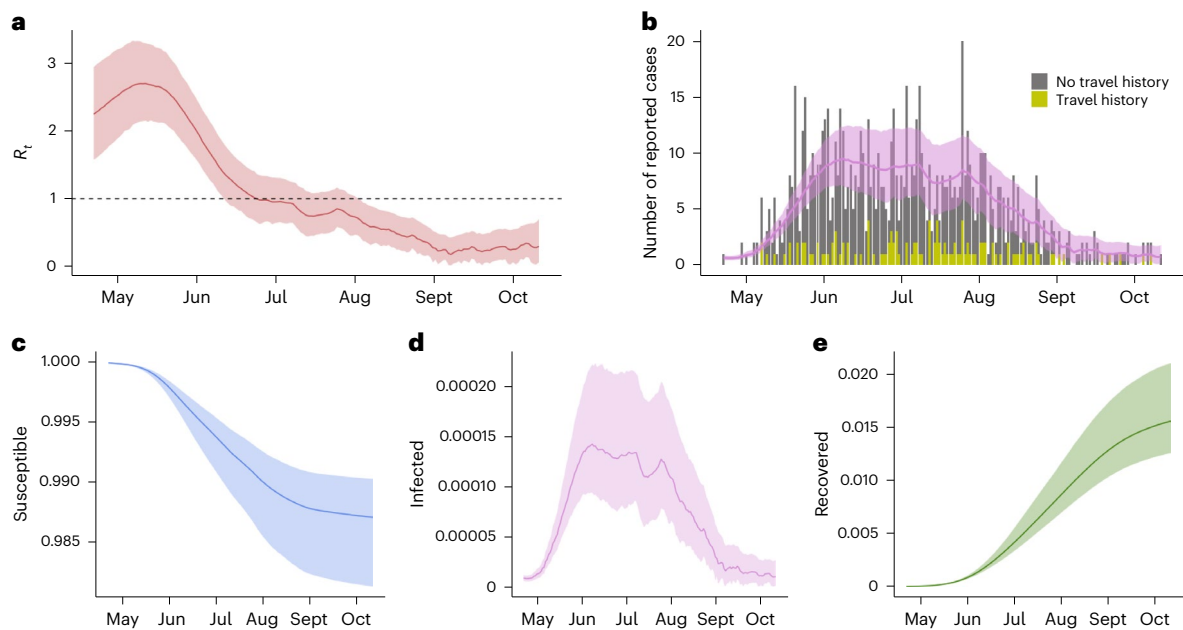 a
3
2
1
0
R_t
May Jun Jul Aug Sept Oct
b
20
15
10
5
0
Number of reported cases
No travel history
Travel history
May Jun Jul Aug Sept Oct
c
1.000
0.995
0.990
0.985
Susceptible
May Jun Jul Aug Sept Oct
d
0.00020
0.00015
0.00010
0.00005
0
Infected
May Jun Jul Aug Sept Oct
e
0.020
0.015
0.010
0.005
0
Recovered
May Jun Jul Aug Sept Oct